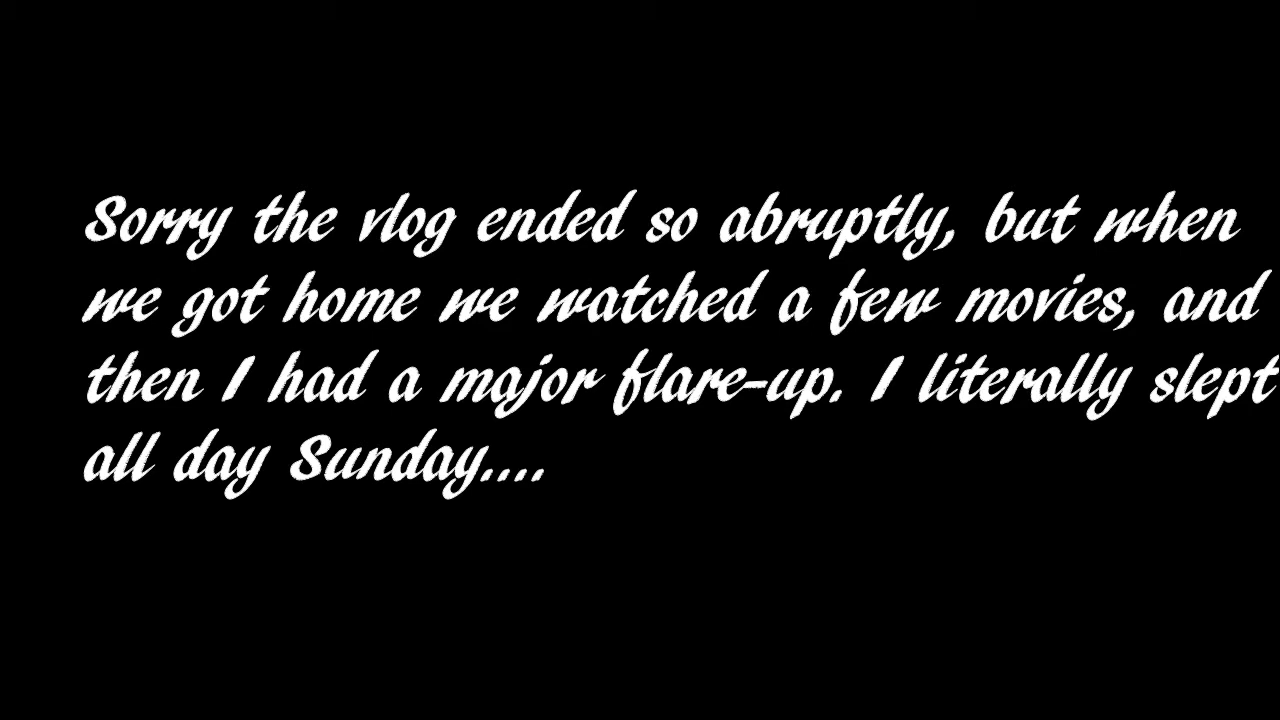 Sorry the vlog ended so abruptly, but when
we got home we watched a few movies, and
then I had a major flare-up. I literally slept
all day Sunday....